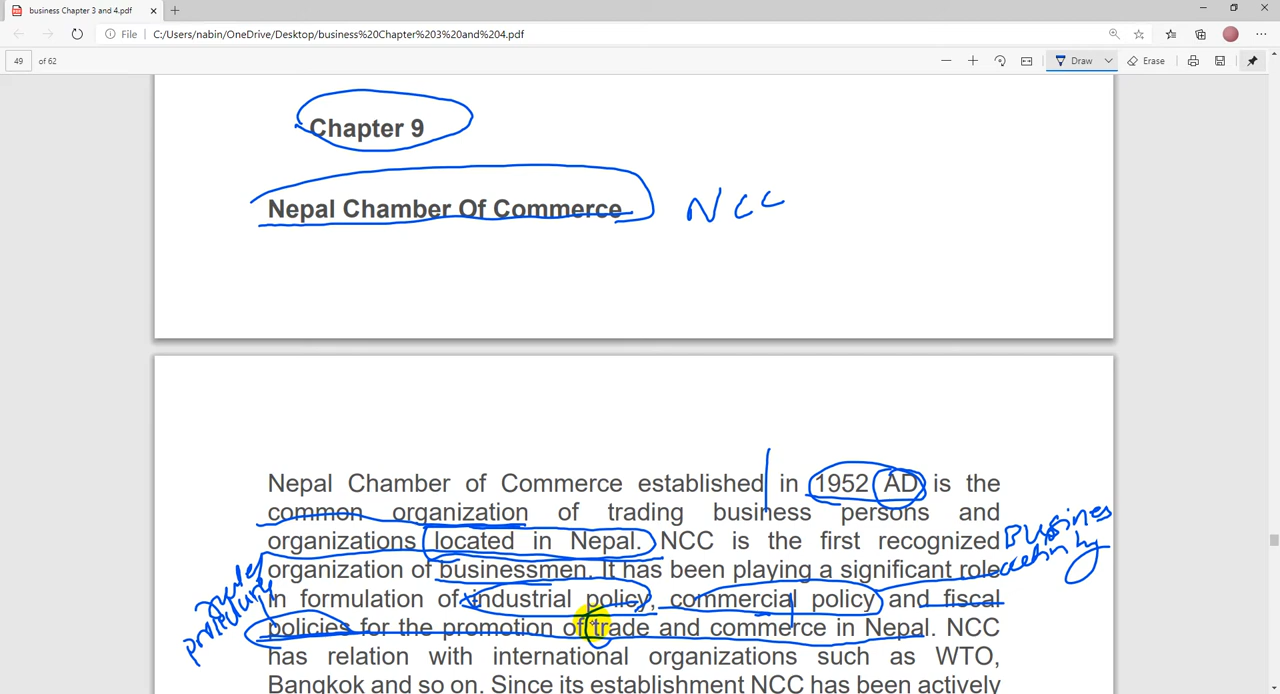 business Chapter 3 and 4.pdf
File C:/Users/nabin/OneDrive/Desktop/business%20Chapter%203%20and%204.pdf
49 of 62 Draw Erase
Chapter 9
Nepal Chamber Of Commerce NCC
Nepal Chamber of Commerce established in 1952 AD is the
common organization of trading business persons and
organizations located in Nepal. NCC is the first recognized
organization of businessmen. It has been playing a significant role
in formulation of industrial policy, commercial policy and fiscal
policies for the promotion of trade and commerce in Nepal. NCC
has relation with international organizations such as WTO,
Bangkok and so on. Since its establishment NCC has been actively
Bussines